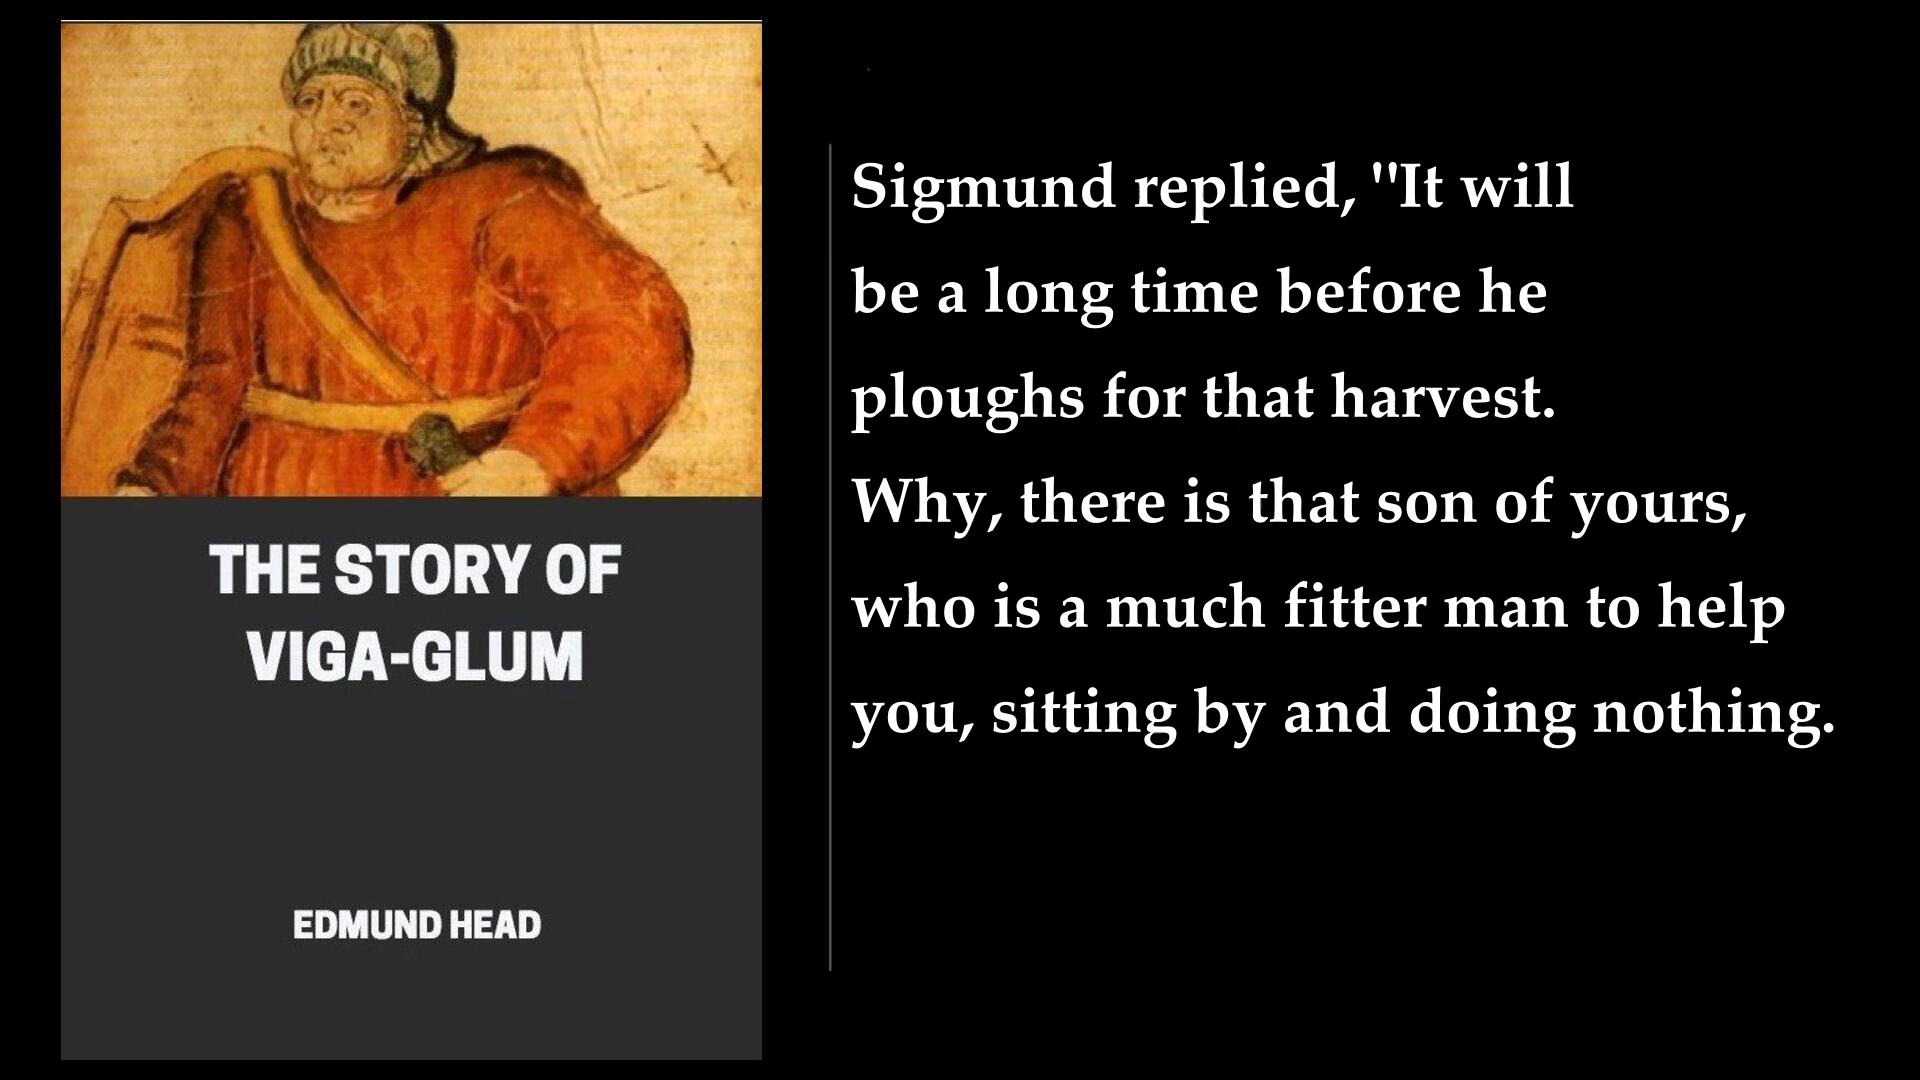 THE STORY OF
VIGA-GLUM
EDMUND HEAD
Sigmund replied, "It will
be a long time before he
ploughs for that harvest.
Why, there is that son of yours,
who is a much fitter man to help
you, sitting by and doing nothing.